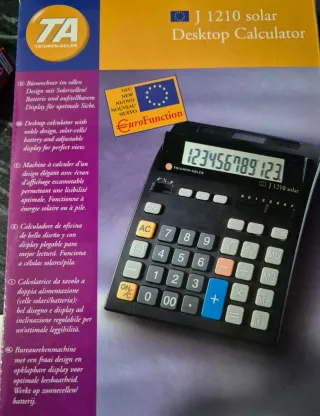 TA
TRIUMPH-ADLER
J 1210 solar
Desktop Calculator
Bürorechner im edlen
Design mit Solarzellen/
Batterie und aufstellbarem
Display für optimale Sicht.
Desktop calculator with
noble design, solar-cell/
battery and adjustable
display for perfect view.
Machine à calculer d'un
design élégant avec écran
d'affichage escamotable
permettant une lisibilité
optimale. Fonctionne à
énergie solaire ou à pile.
Calculadora de oficina
de bello diseño y con
display plegable para
mejor lectura. Funciona
a células solares/pila.
Calcolatrice da tavolo a
doppia alimentazione
(celle solari/batteria):
bel disegno e display ad
inclinazione regolabile per
un'ottimale leggibilità.
Bureaurekenmachine
met een fraai design en
opklapbare display voor
optimale leesbaarheid.
Werkt op zonnecellen/
batterij.
NEU
NEW
NUOVO
NOUVEAU
NUEVO
€uroFunction
TRIUMPH-ADLER
123456789123
J 1210 solar
AC
7 8 9
C 4 5 6
1 2 3
ON/
0 00 .
+